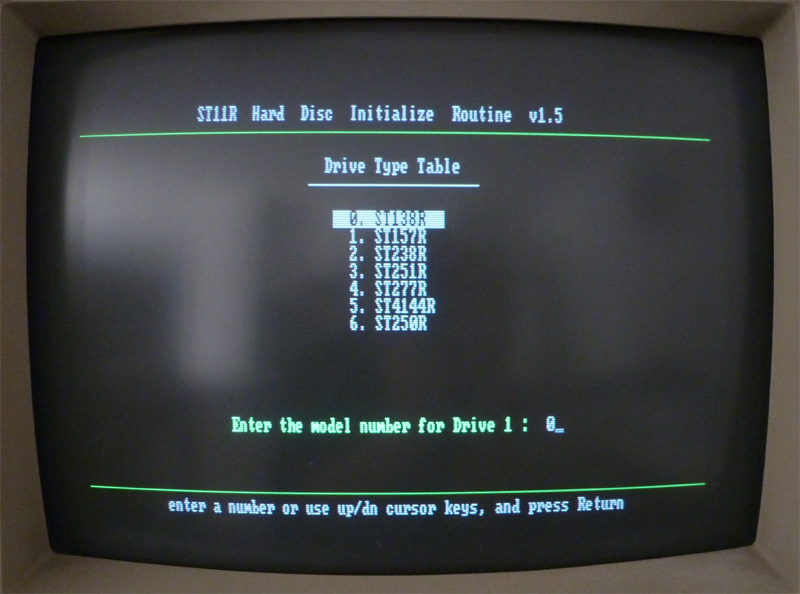 ST11R Hard Disc Initialize Routine v1.5
Drive Type Table
0. ST138R
1. ST157R
2. ST238R
3. ST251R
4. ST277R
5. ST4144R
6. ST250R
Enter the model number for Drive 1 : 0_
enter a number or use up/dn cursor keys, and press Return